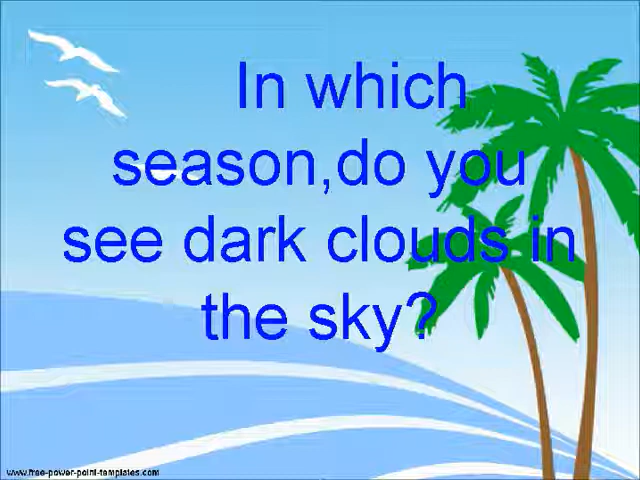 In which
season,do you
see dark clouds in
the sky?
www.free-power-point-templates.com